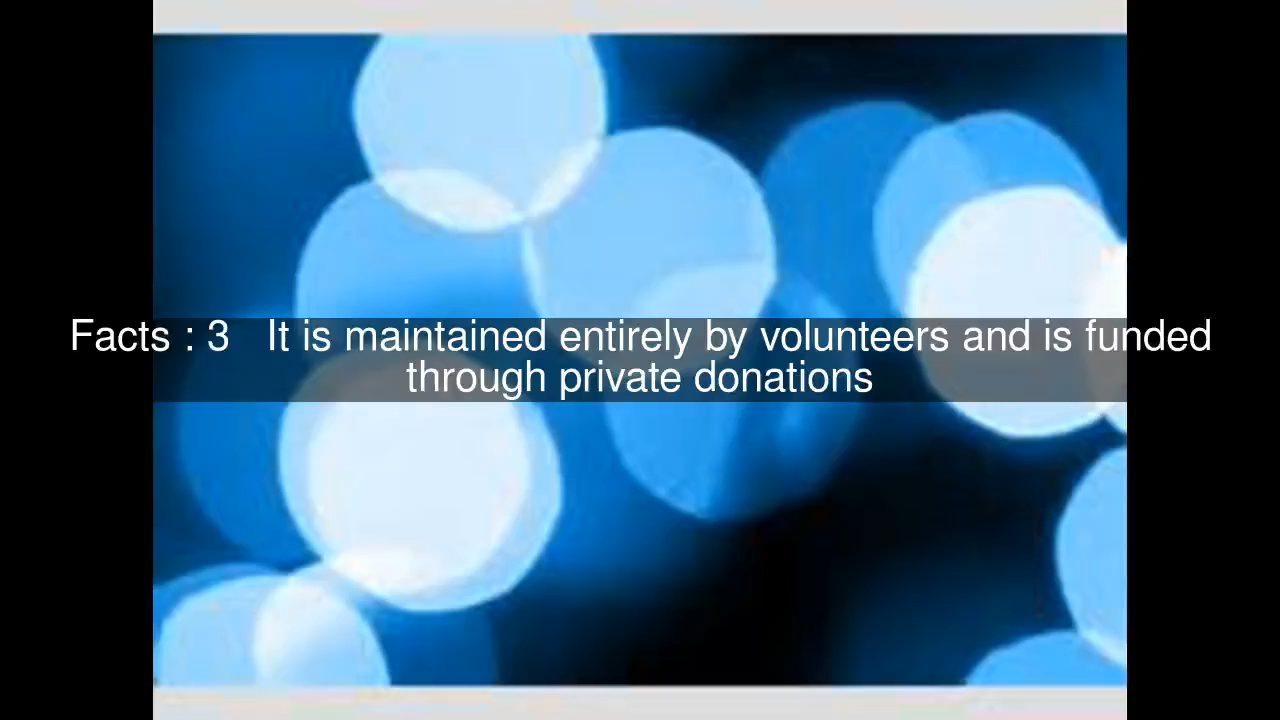 Facts : 3   It is maintained entirely by volunteers and is funded
through private donations